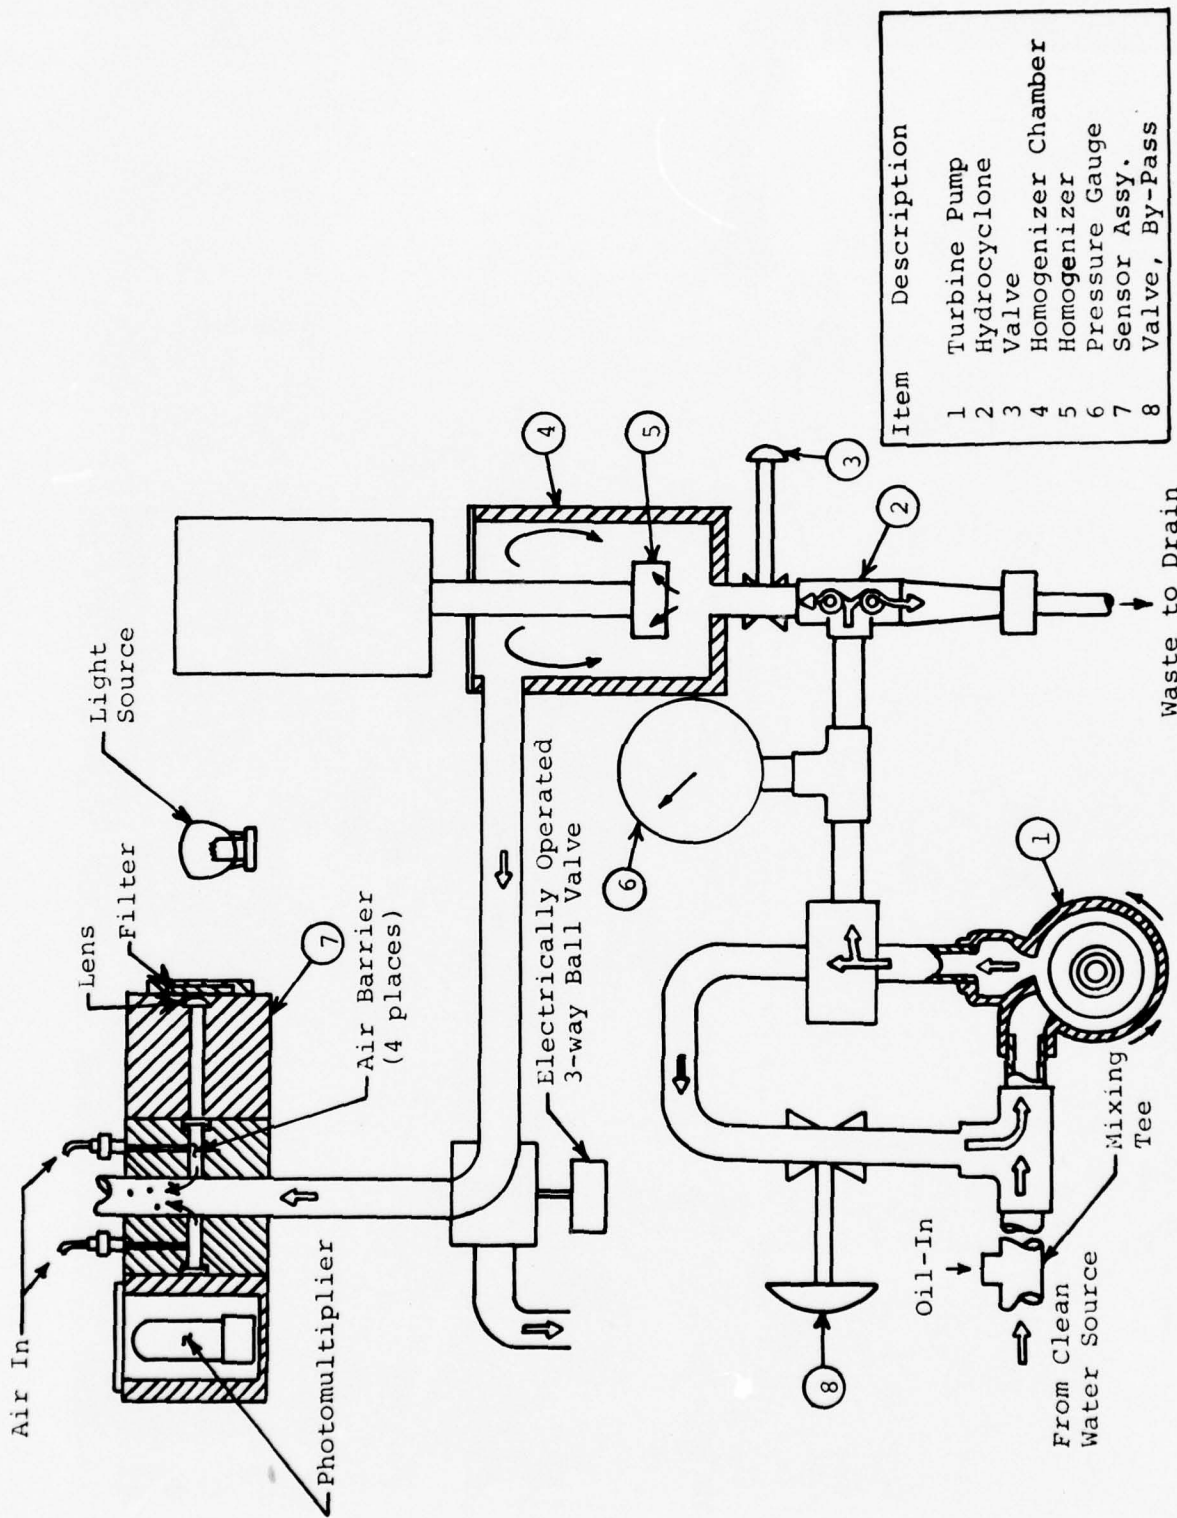 Air In
Photomultiplier
Lens
Filter
Light
Source
7
Air Barrier
(4 places)
Electrically Operated
3-way Ball Valve
4
5
6
3
2
8
Oil-In
From Clean
Water Source
Mixing
Tee
1
Waste to Drain
Item Description
1 Turbine Pump
2 Hydrocyclone
3 Valve
4 Homogenizer Chamber
5 Homogenizer
6 Pressure Gauge
7 Sensor Assy.
8 Valve, By-Pass